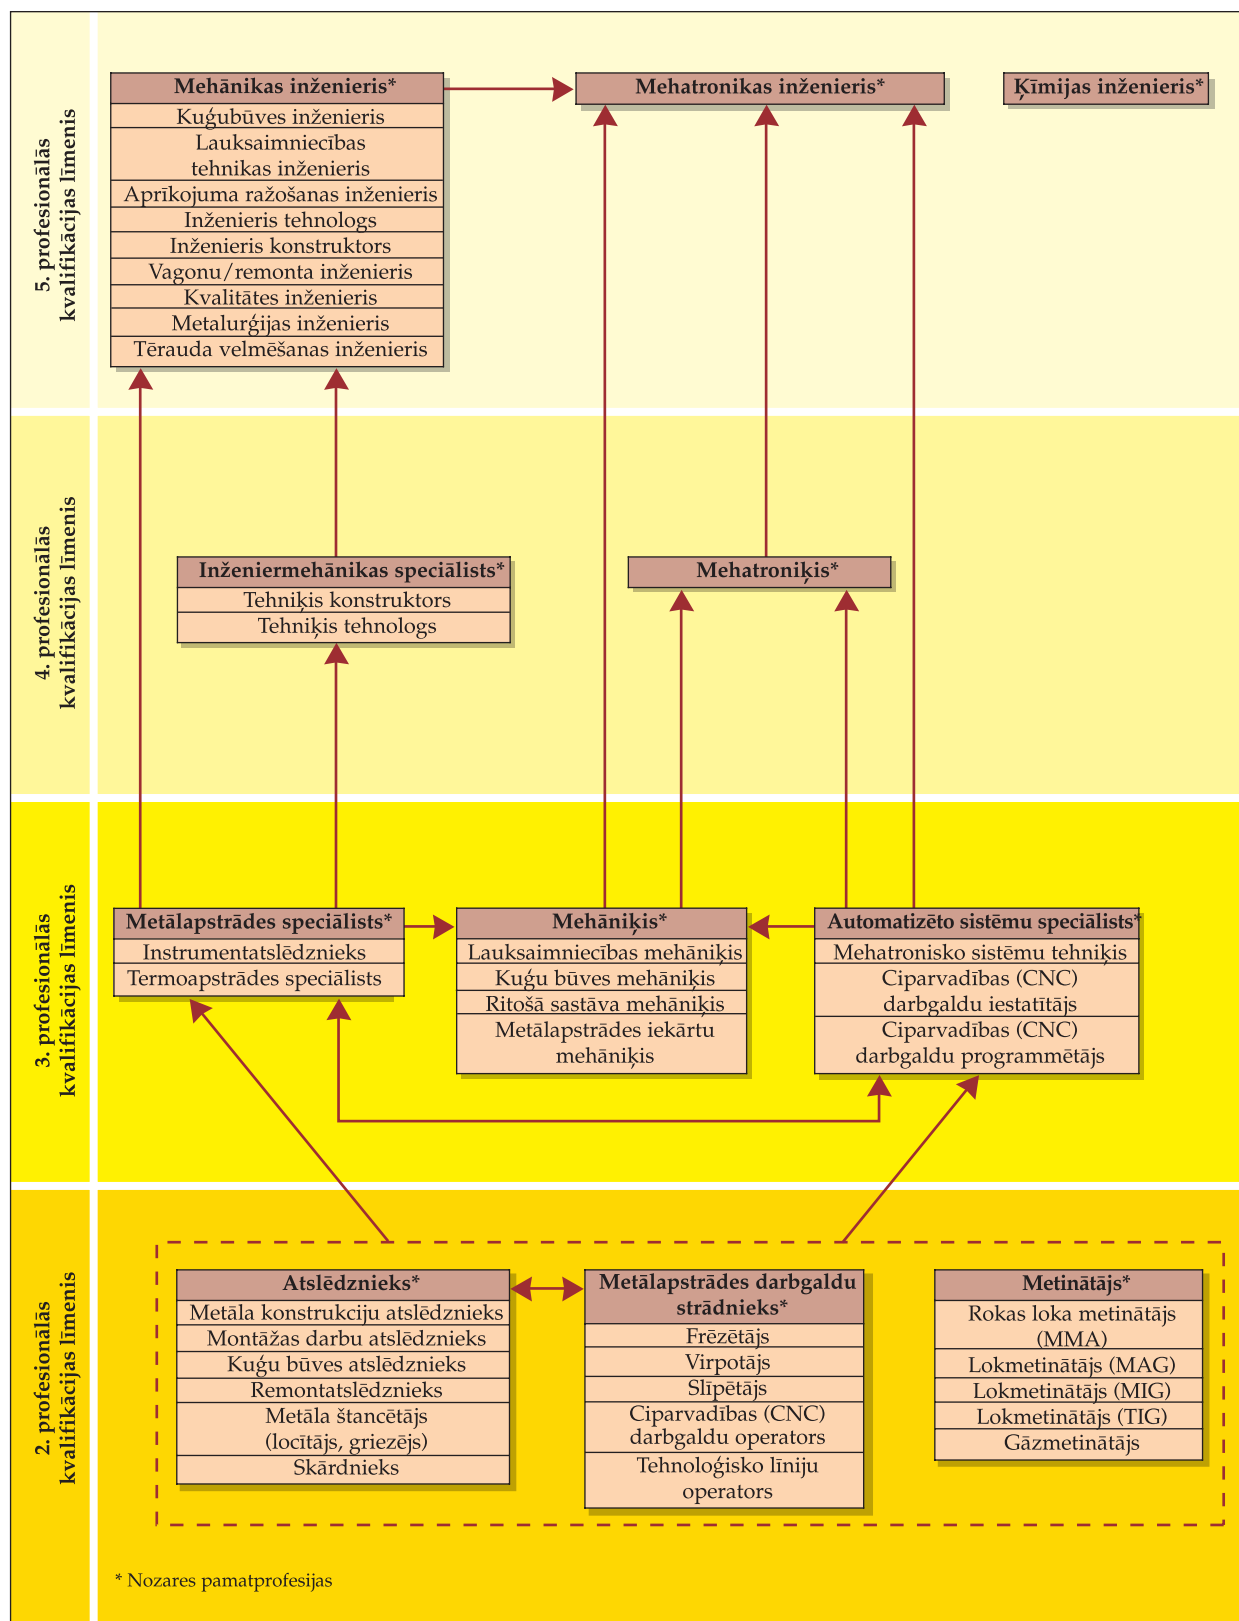 5. profesionālās
kvalifikācijas līmenis
Mehānikas inženieris*
Kuģubūves inženieris
Lauksaimniecības
tehnikas inženieris
Aprīkojuma ražošanas inženieris
Inženieris tehnologs
Inženieris konstruktors
Vagonu/remonta inženieris
Kvalitātes inženieris
Metalurģijas inženieris
Tērauda velmēšanas inženieris
Mehatronikas inženieris*
Ķīmijas inženieris*
4. profesionālās
kvalifikācijas līmenis
Inženiermehānikas speciālists*
Tehniķis konstruktors
Tehniķis tehnologs
Mehatroniķis*
3. profesionālās
kvalifikācijas līmenis
Metālapstrādes speciālists*
Instrumentatslēdznieks
Termoapstrādes speciālists
Mehāniķis*
Lauksaimniecības mehāniķis
Kuģu būves mehāniķis
Ritošā sastāva mehāniķis
Metālapstrādes iekārtu
mehāniķis
Automatizēto sistēmu speciālists*
Mehatronisko sistēmu tehniķis
Ciparvadības (CNC)
darbgaldu iestatītājs
Ciparvadības (CNC)
darbgaldu programmētājs
2. profesionālās
kvalifikācijas līmenis
Atslēdznieks*
Metāla konstrukciju atslēdznieks
Montāžas darbu atslēdznieks
Kuģu būves atslēdznieks
Remontatslēdznieks
Metāla štancētājs
(locītājs, griezējs)
Skārdnieks
Metālapstrādes darbgaldu
strādnieks*
Frēzētājs
Virpotājs
Slīpētājs
Ciparvadības (CNC)
darbgaldu operators
Tehnoloģisko līniju
operators
Metinātājs*
Rokas loka metinātājs
(MMA)
Lokmetinātājs (MAG)
Lokmetinātājs (MIG)
Lokmetinātājs (TIG)
Gāzmetinātājs
* Nozares pamatprofesijas